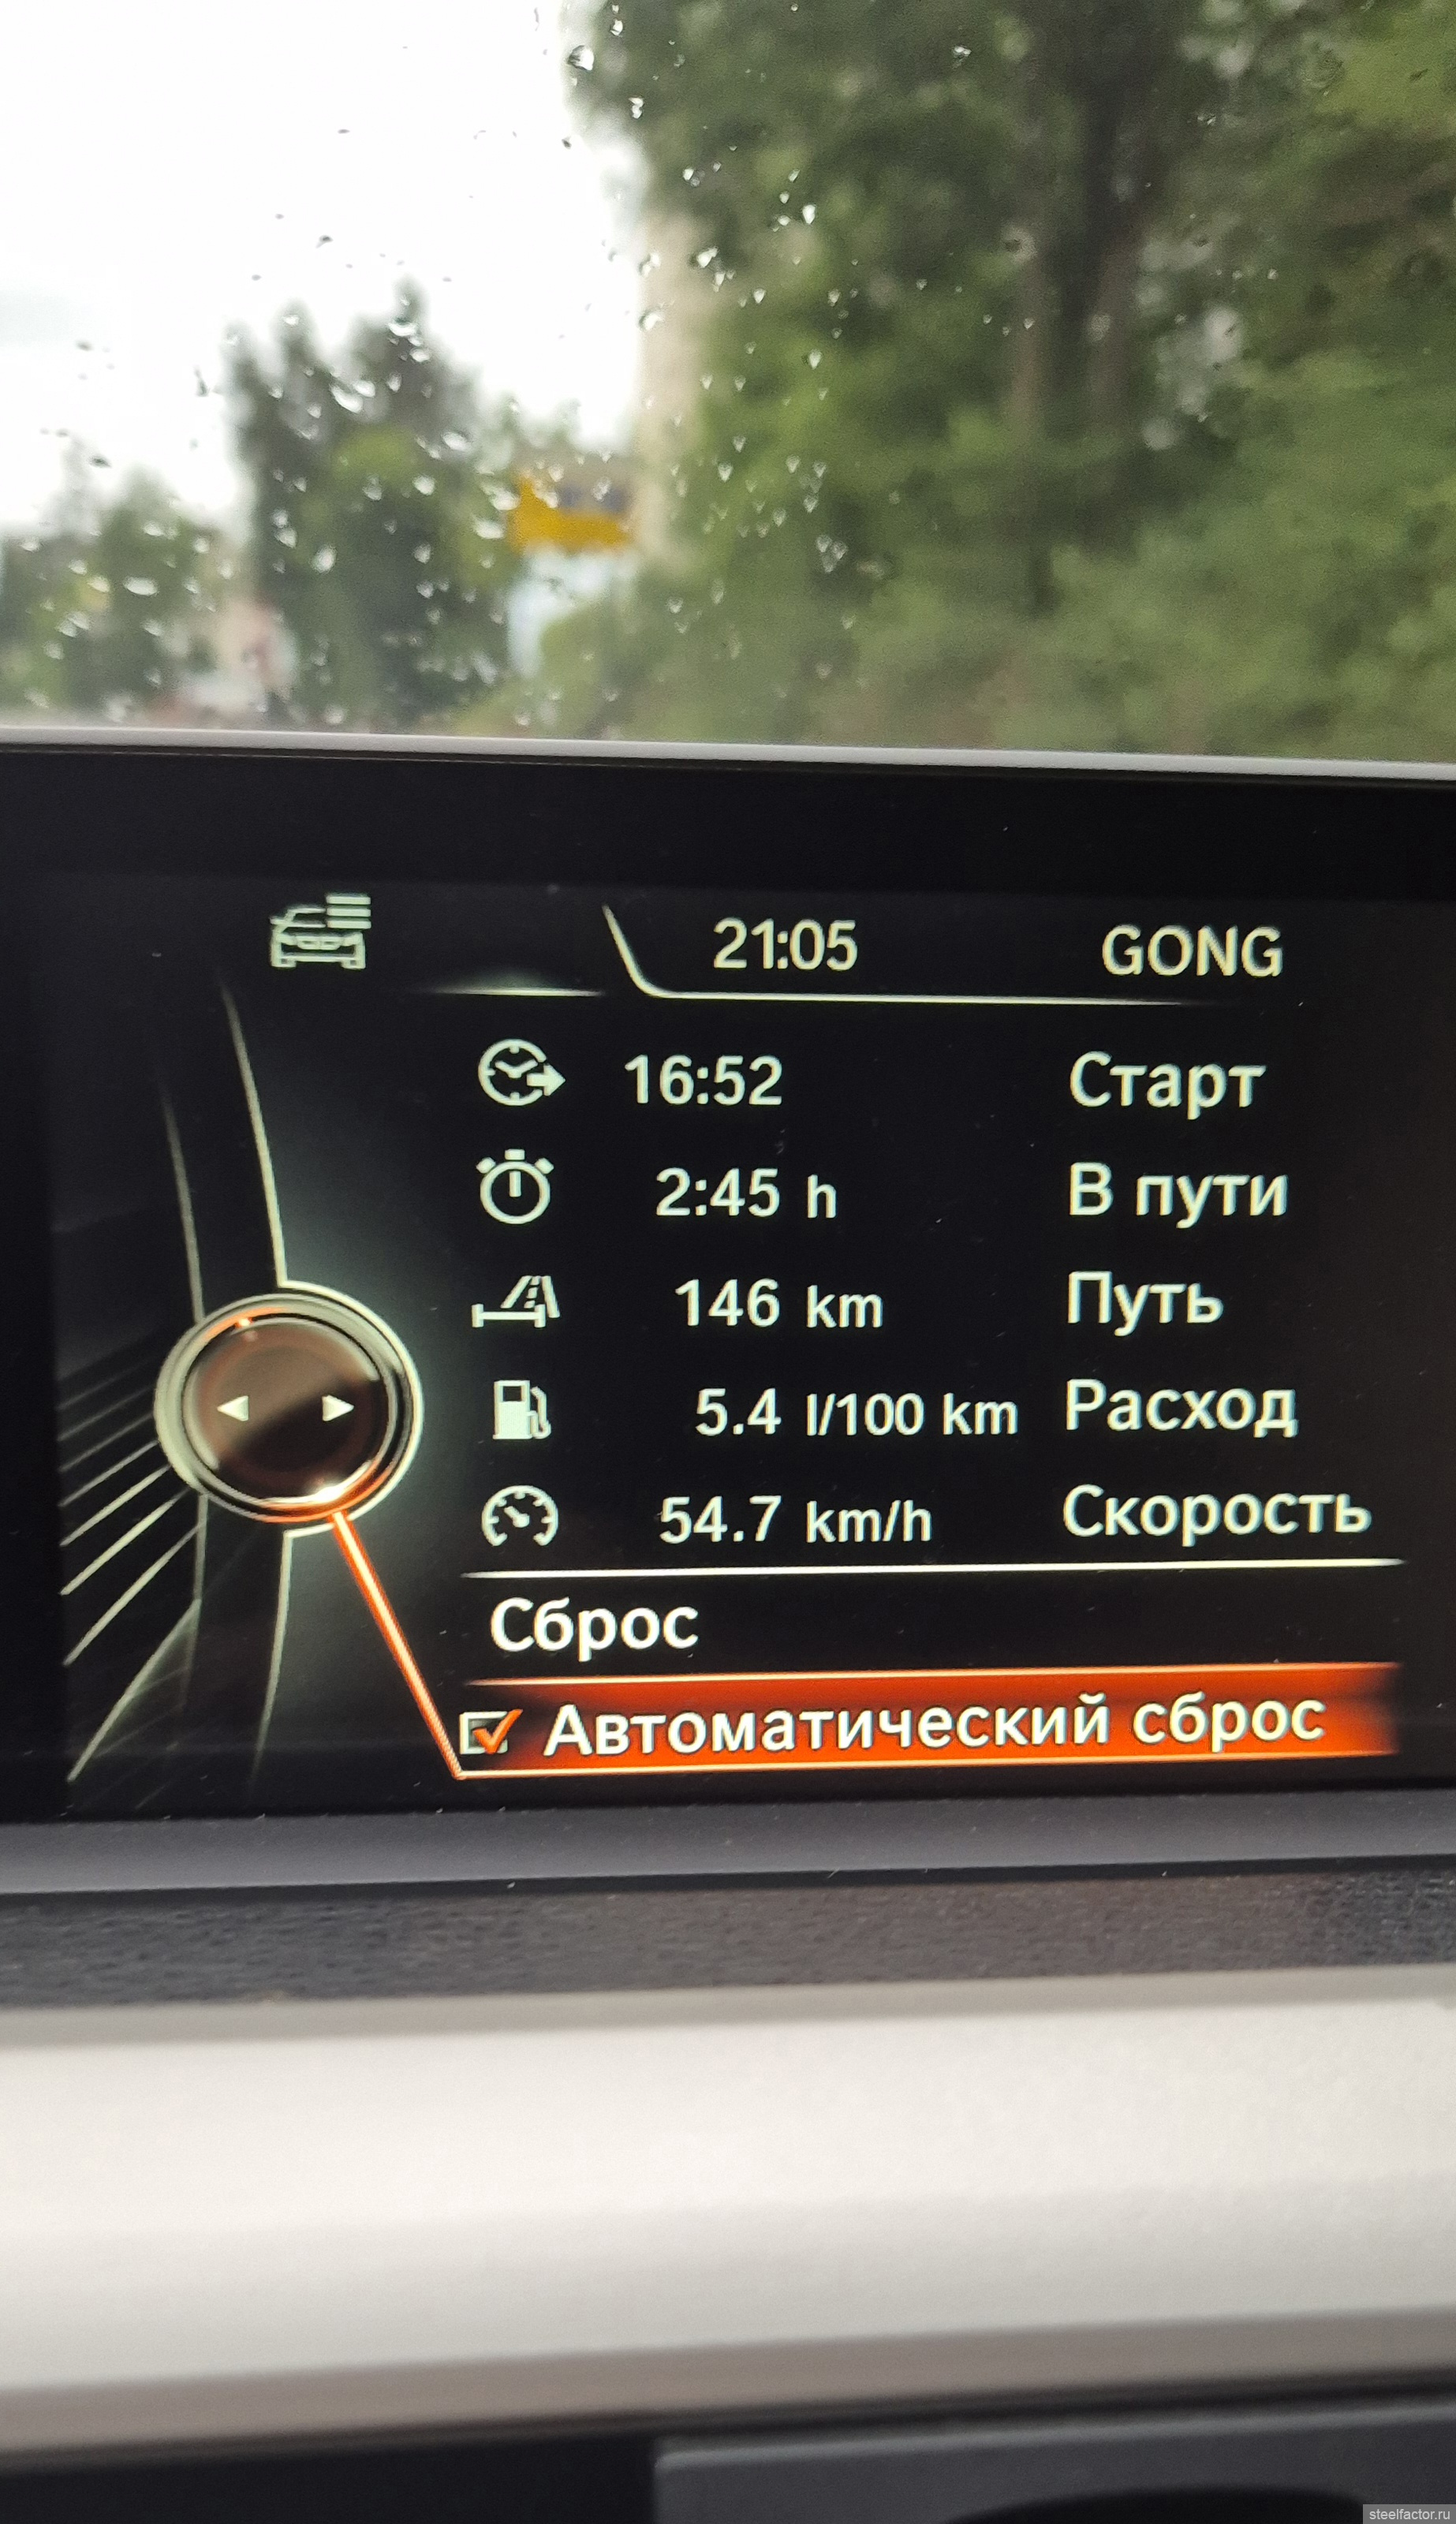 21:05 GONG
16:52 Старт
2:45 h В пути
146 km Путь
5.4 l/100 km Расход
54.7 km/h Скорость
Сброс
Автоматический сброс
steelfactor.ru